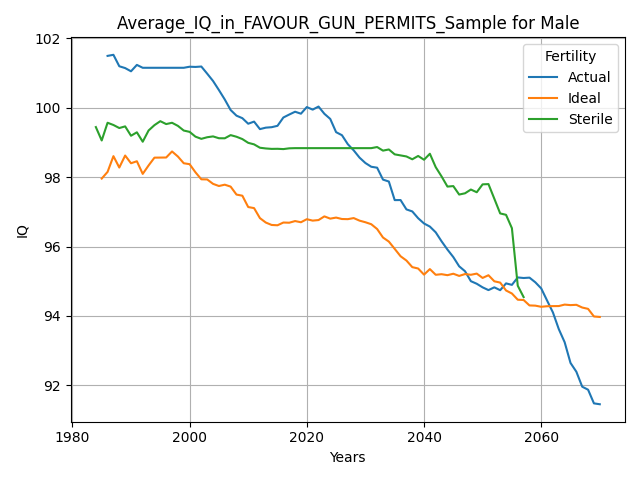 Average_IQ_in_FAVOUR_GUN_PERMITS_Sample for Male
102
100
98
96
94
92
IQ
1980
2000
2020
2040
2060
Years
Fertility
Actual
Ideal
Sterile